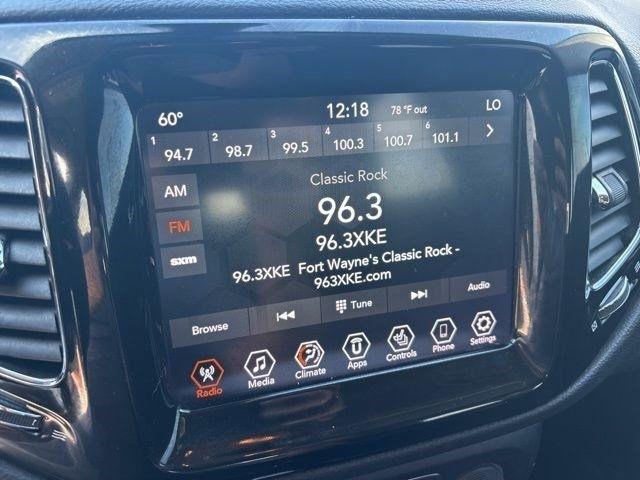 60° 12:18 78 °F out LO
1 94.7 2 98.7 3 99.5 4 100.3 5 100.7 6 101.1
AM
FM
sxm
Classic Rock
96.3
96.3XKE
96.3XKE Fort Wayne's Classic Rock -
963XKE.com
Browse Tune Audio
Radio Media Climate Apps Controls Phone Settings